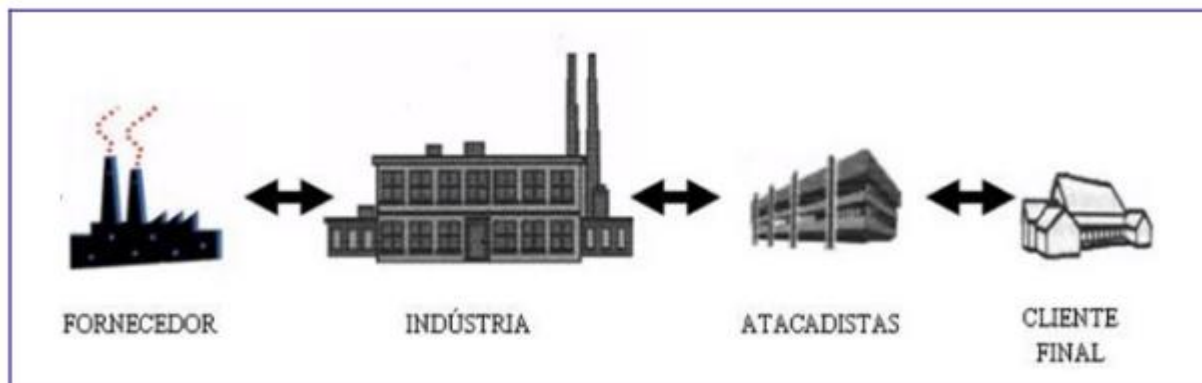 FORNECEDOR
INDÚSTRIA
ATACADISTAS
CLIENTE
FINAL